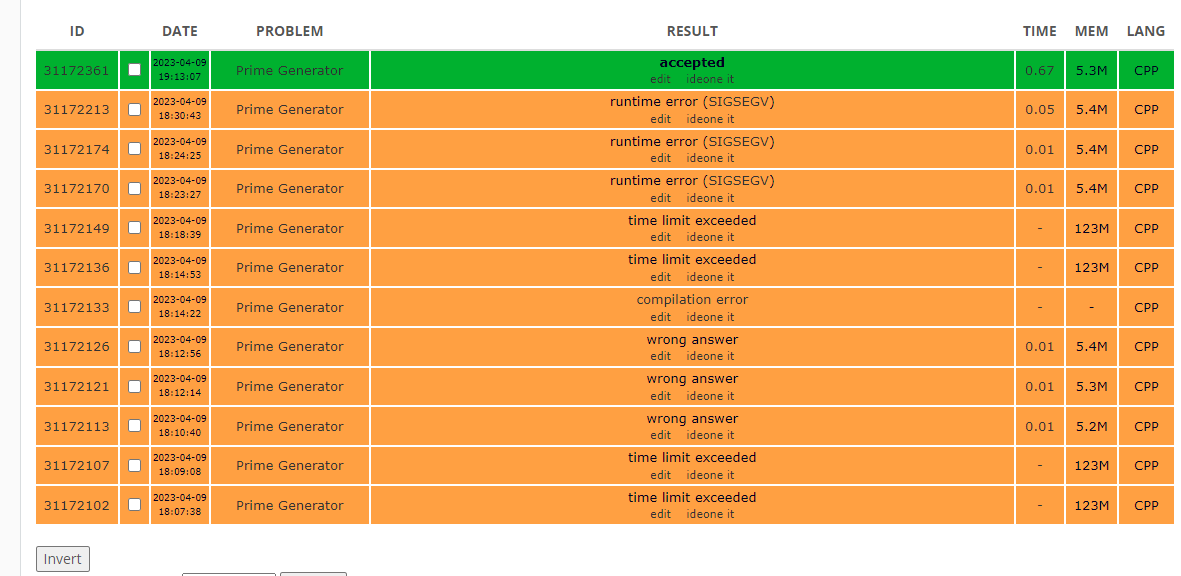 ID DATE PROBLEM RESULT TIME MEM LANG
2023-04-09 accepted
31172361 Prime Generator 0.67 5.3M CPP
19:13:07 edit ideone it
2023-04-09 runtime error (SIGSEGV)
31172213 Prime Generator 0.05 5.4M CPP
18:30:43 edit ideone it
2023-04-09 runtime error (SIGSEGV)
31172174 Prime Generator 0.01 5.4M CPP
18:24:25 edit ideone it
2023-04-09 runtime error (SIGSEGV)
31172170 Prime Generator 0.01 5.4M CPP
18:23:27 edit ideone it
2023-04-09 time limit exceeded
31172149 Prime Generator - 123M CPP
18:18:39 edit ideone it
2023-04-09 time limit exceeded
31172136 Prime Generator - 123M CPP
18:14:53 edit ideone it
2023-04-09 compilation error
31172133 Prime Generator - - CPP
18:14:22 edit ideone it
2023-04-09 wrong answer
31172126 Prime Generator 0.01 5.4M CPP
18:12:56 edit ideone it
2023-04-09 wrong answer
31172121 Prime Generator 0.01 5.3M CPP
18:12:14 edit ideone it
2023-04-09 wrong answer
31172113 Prime Generator 0.01 5.2M CPP
18:10:40 edit ideone it
2023-04-09 time limit exceeded
31172107 Prime Generator - 123M CPP
18:09:08 edit ideone it
2023-04-09 time limit exceeded
31172102 Prime Generator - 123M CPP
18:07:38 edit ideone it
Invert